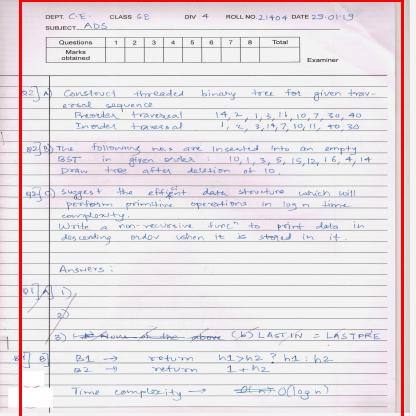 DEPT. C.E. CLASS GB DIV 4 ROLL NO. 21404 DATE 29-01-19
SUBJECT ADS
Questions 1 2 3 4 5 6 7 8 Total
Marks obtained
Examiner
Q2] A) Construct threaded binary tree for given trav-
ersal sequence
Preorder traversal 14, 2, 1, 3, 11, 10, 7, 30, 40
Inorder traversal 1, 2, 3, 14, 7, 10, 11, 40, 30
Q2] B) The following nos are inserted into an empty
BST in given order : 10, 1, 3, 5, 15, 12, 16, 4, 14
Draw tree after deletion of 10.
Q2] C) Suggest the efficient data structure which will
perform primitive operations in log n time
complexity.
Write a non-recursive func^n to print data in
descending order when it is stored in it.
Answers :
Q1] A] 1)
2)
3) b) None of the above (b) LAST.IN = LASTPRE
Q1] B] B1 → return h1>h2 ? h1 : h2
B2 → return 1 + h2
Time complexity → O(n) O(log n)